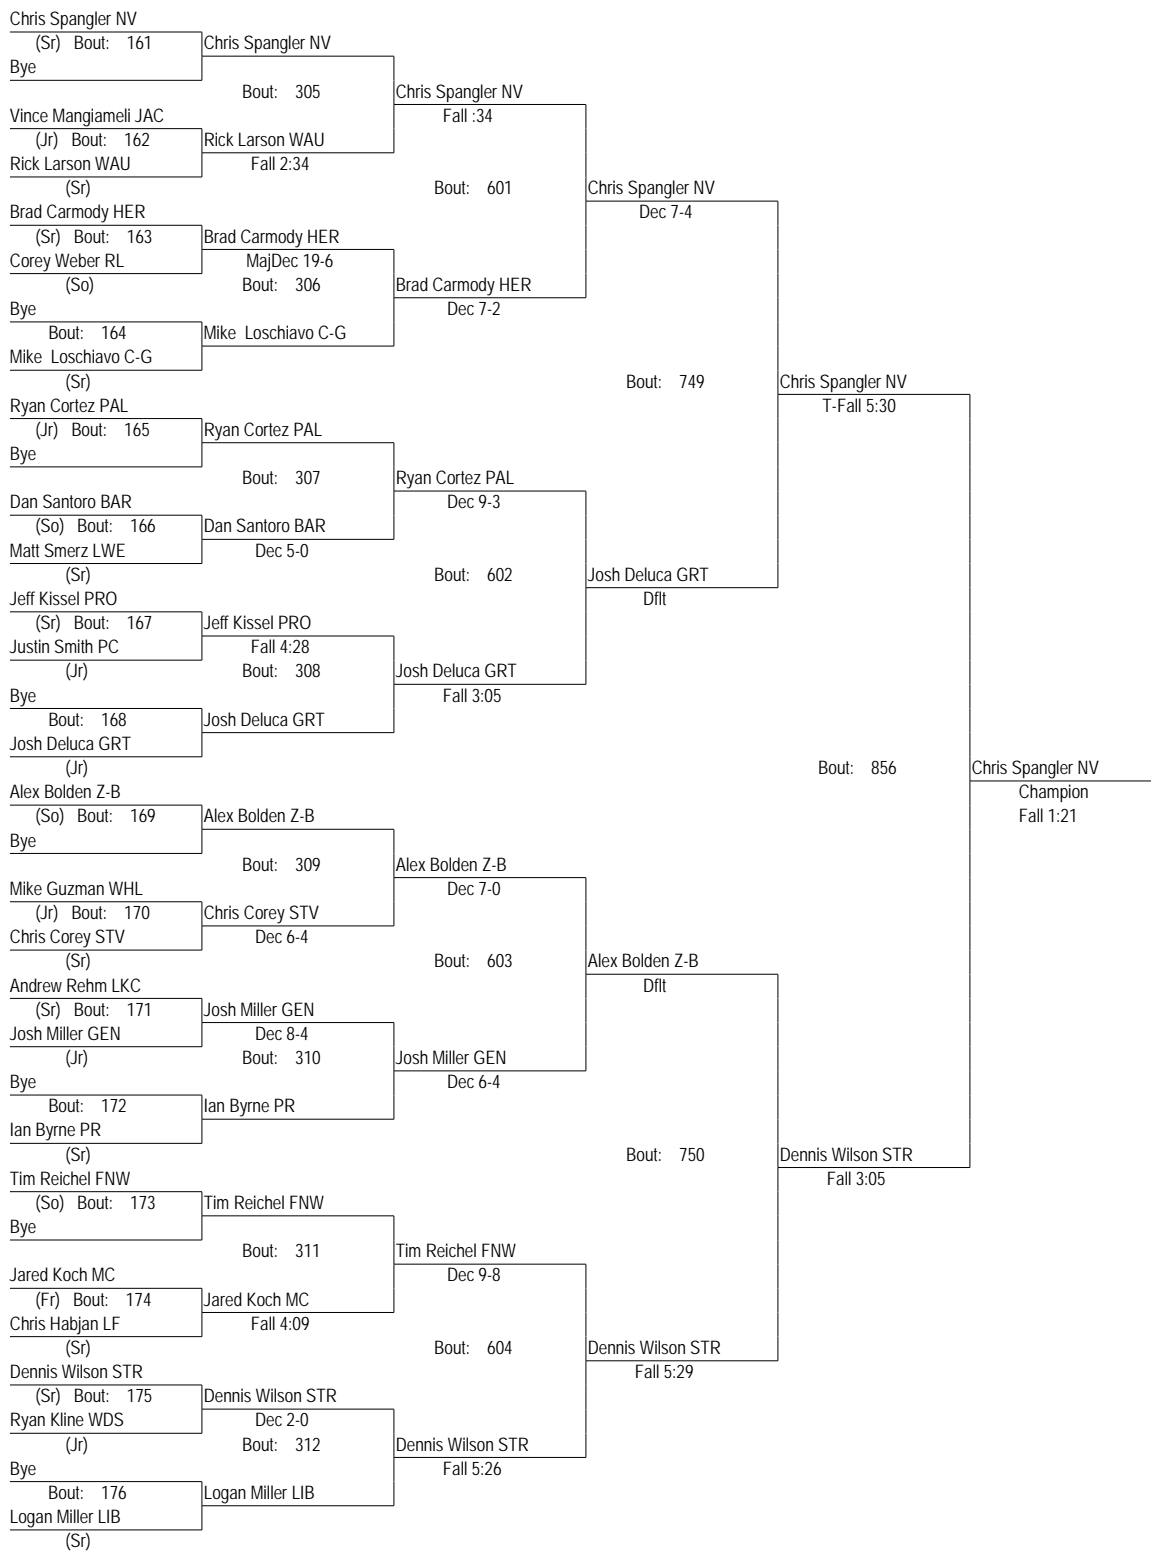 Chris Spangler NV
(Sr) Bout: 161 Chris Spangler NV
Bye
Bout: 305 Chris Spangler NV
Vince Mangiameli JAC Fall :34
(Jr) Bout: 162 Rick Larson WAU
Rick Larson WAU Fall 2:34
(Sr) Bout: 601 Chris Spangler NV
Brad Carmody HER Dec 7-4
(Sr) Bout: 163 Brad Carmody HER
Corey Weber RL MajDec 19-6
(So) Bout: 306 Brad Carmody HER
Bye Dec 7-2
Bout: 164 Mike Loschiavo C-G
Mike Loschiavo C-G
(Sr) Bout: 749 Chris Spangler NV
Ryan Cortez PAL T-Fall 5:30
(Jr) Bout: 165 Ryan Cortez PAL
Bye
Bout: 307 Ryan Cortez PAL
Dan Santoro BAR Dec 9-3
(So) Bout: 166 Dan Santoro BAR
Matt Smerz LWE Dec 5-0
(Sr) Bout: 602 Josh Deluca GRT
Jeff Kissel PRO Dflt
(Sr) Bout: 167 Jeff Kissel PRO
Justin Smith PC Fall 4:28
(Jr) Bout: 308 Josh Deluca GRT
Bye Fall 3:05
Bout: 168 Josh Deluca GRT
Josh Deluca GRT
(Jr) Bout: 856 Chris Spangler NV
Alex Bolden Z-B Champion
(So) Bout: 169 Alex Bolden Z-B Fall 1:21
Bye
Bout: 309 Alex Bolden Z-B
Mike Guzman WHL Dec 7-0
(Jr) Bout: 170 Chris Corey STV
Chris Corey STV Dec 6-4
(Sr) Bout: 603 Alex Bolden Z-B
Andrew Rehm LKC Dflt
(Sr) Bout: 171 Josh Miller GEN
Josh Miller GEN Dec 8-4
(Jr) Bout: 310 Josh Miller GEN
Bye Dec 6-4
Bout: 172 Ian Byrne PR
Ian Byrne PR
(Sr) Bout: 750 Dennis Wilson STR
Tim Reichel FNW Fall 3:05
(So) Bout: 173 Tim Reichel FNW
Bye
Bout: 311 Tim Reichel FNW
Jared Koch MC Dec 9-8
(Fr) Bout: 174 Jared Koch MC
Chris Habjan LF Fall 4:09
(Sr) Bout: 604 Dennis Wilson STR
Dennis Wilson STR Fall 5:29
(Sr) Bout: 175 Dennis Wilson STR
Ryan Kline WDS Dec 2-0
(Jr) Bout: 312 Dennis Wilson STR
Bye Fall 5:26
Bout: 176 Logan Miller LIB
Logan Miller LIB
(Sr)